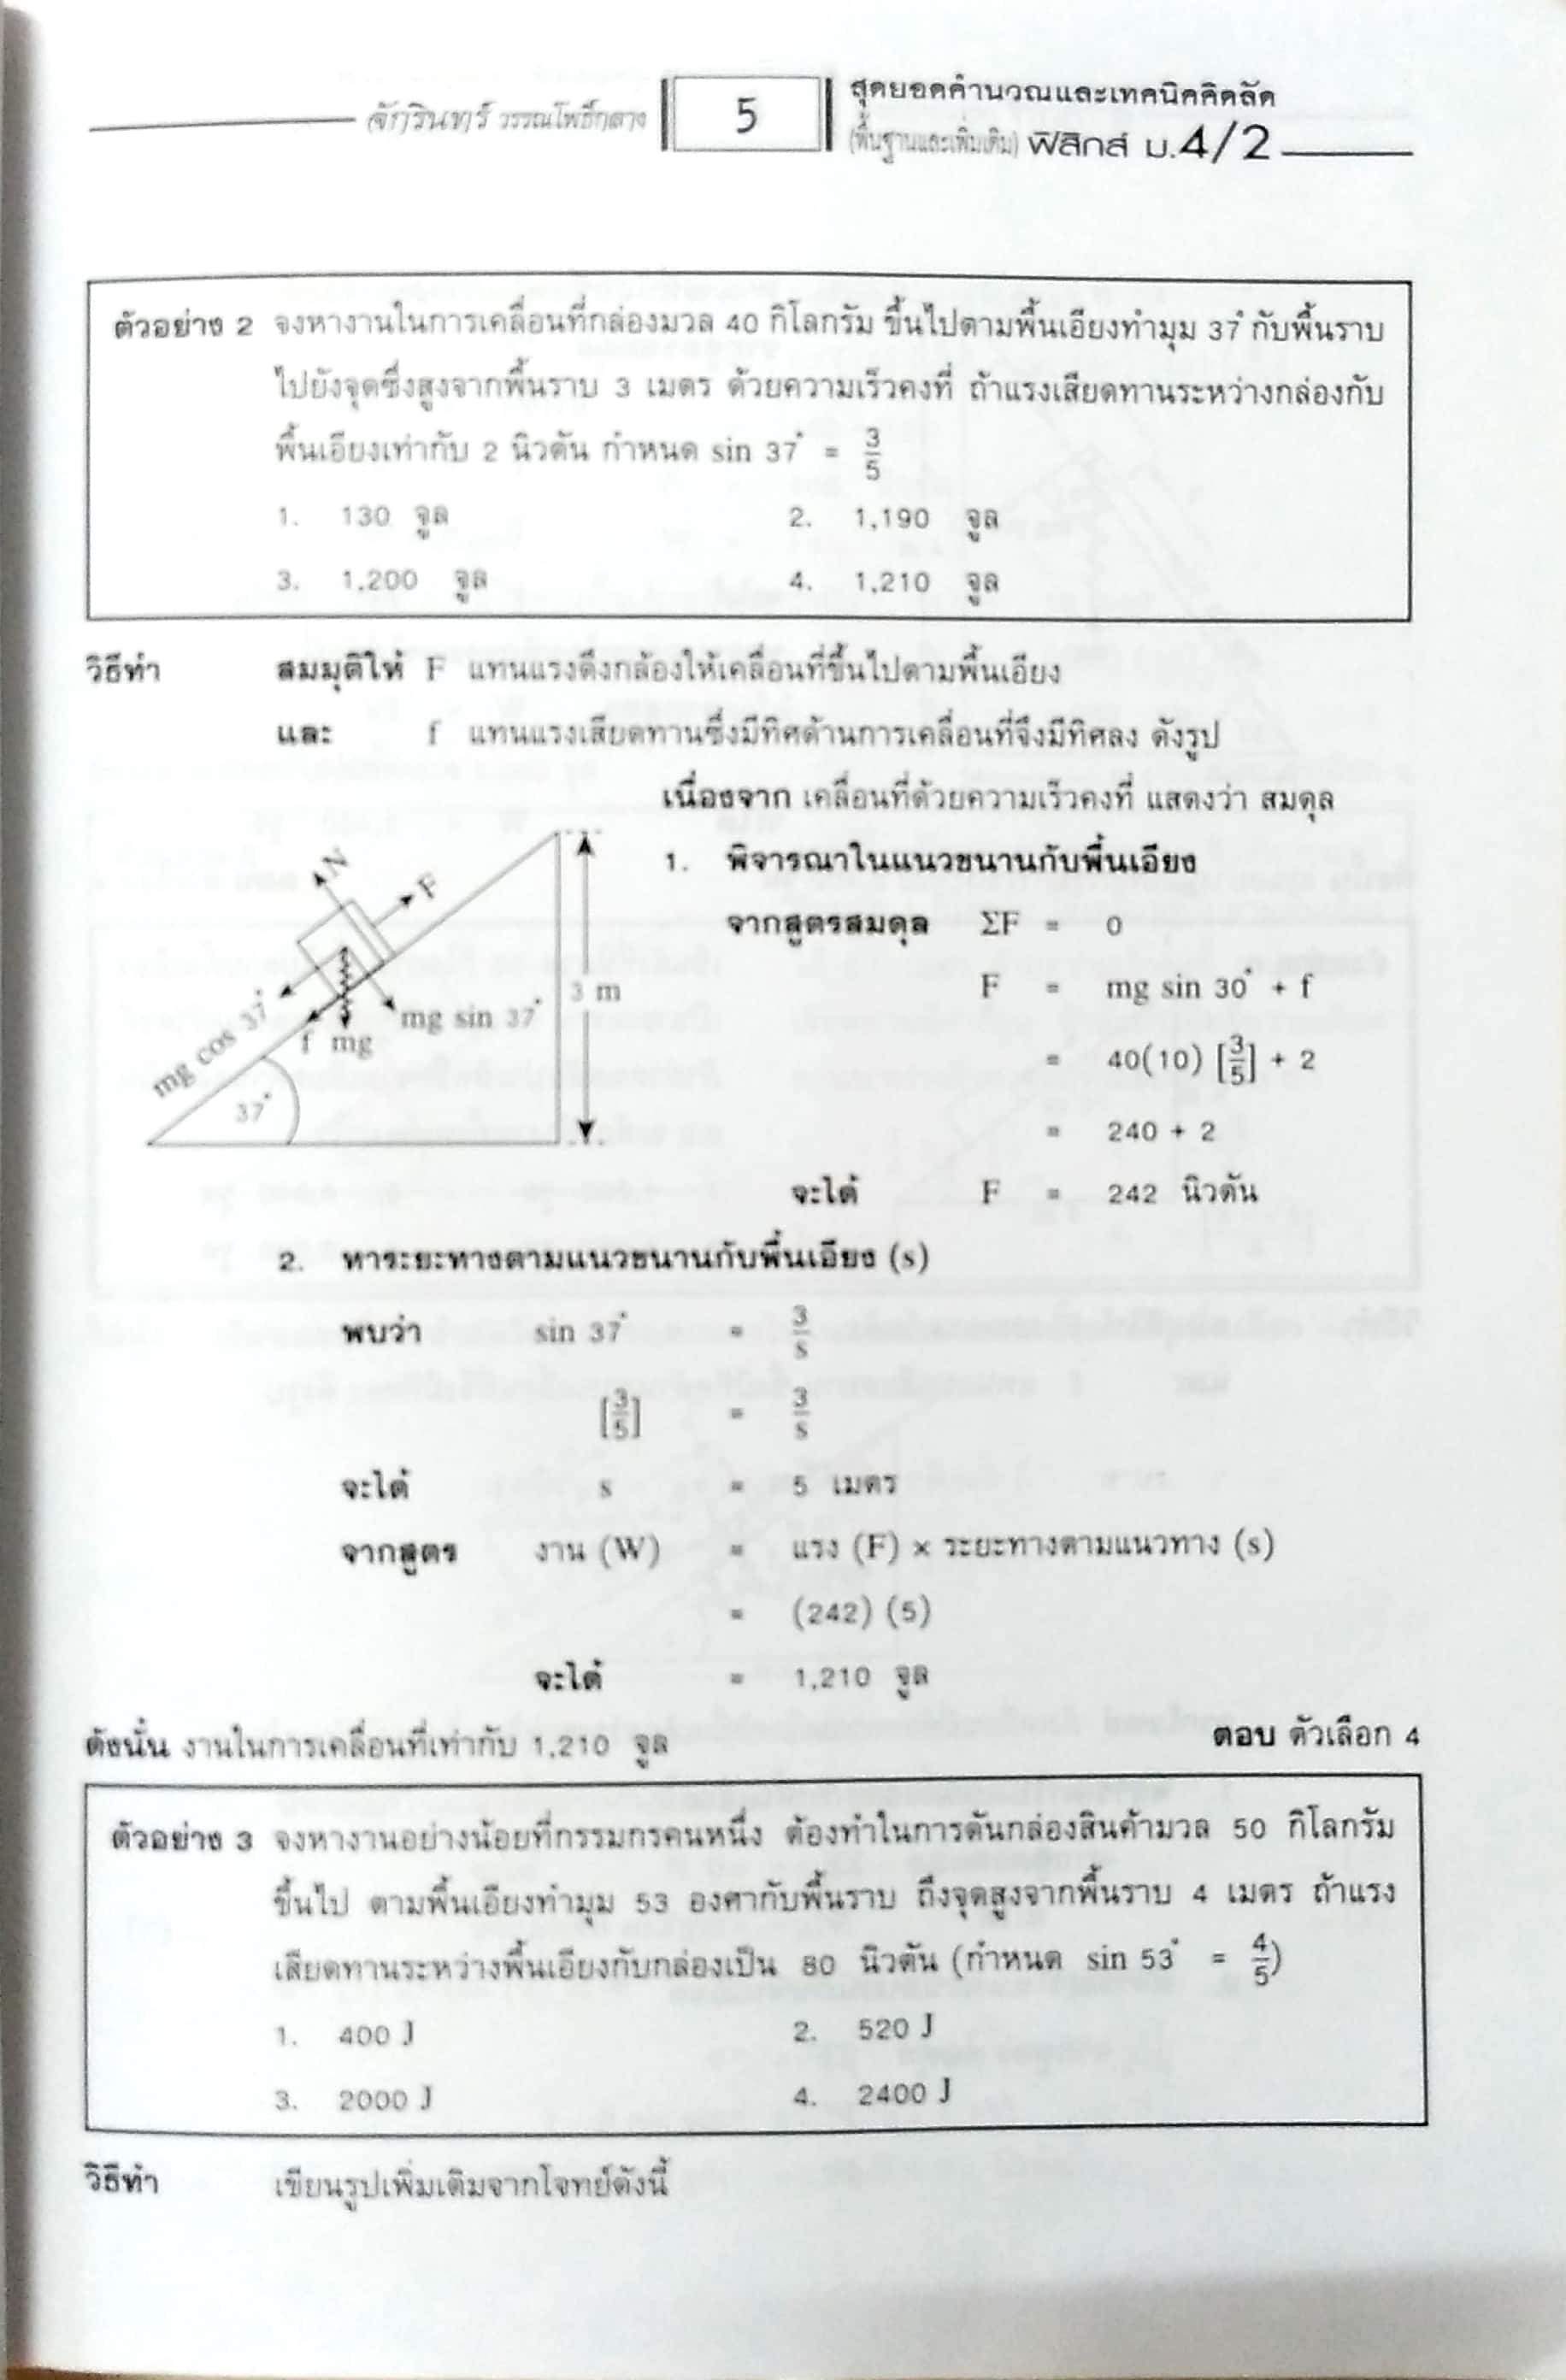 จักรินทร์ วรรณโพธิ์กลาง 5 สุดยอดคำนวณและเทคนิคคิดลัด
(พื้นฐานและเพิ่มเติม) ฟิสิกส์ ม.4/2
ตัวอย่าง 2 จงหางานในการเคลื่อนที่กล่องมวล 40 กิโลกรัม ขึ้นไปตามพื้นเอียงทำมุม 37° กับพื้นราบ
ไปยังจุดซึ่งสูงจากพื้นราบ 3 เมตร ด้วยความเร็วคงที่ ถ้าแรงเสียดทานระหว่างกล่องกับ
พื้นเอียงเท่ากับ 2 นิวตัน กำหนด sin 37° = 3/5
1. 130 จูล 2. 1,190 จูล
3. 1,200 จูล 4. 1,210 จูล
วิธีทำ สมมุติให้ F แทนแรงดึงกล้องให้เคลื่อนที่ขึ้นไปตามพื้นเอียง
และ f แทนแรงเสียดทานซึ่งมีทิศต้านการเคลื่อนที่จึงมีทิศลง ดังรูป
เนื่องจาก เคลื่อนที่ด้วยความเร็วคงที่ แสดงว่า สมดุล
1. พิจารณาในแนวขนานกับพื้นเอียง
จากสูตรสมดุล ΣF = 0
F = mg sin 30° + f
= 40(10) [3/5] + 2
= 240 + 2
จะได้ F = 242 นิวตัน
N
F
3 m
mg cos 37°
f mg
mg sin 37°
37°
2. หาระยะทางตามแนวขนานกับพื้นเอียง (s)
พบว่า sin 37° = 3/s
[3/5] = 3/s
จะได้ s = 5 เมตร
จากสูตร งาน (W) = แรง (F) × ระยะทางตามแนวทาง (s)
= (242) (5)
จะได้ = 1,210 จูล
ดังนั้น งานในการเคลื่อนที่เท่ากับ 1,210 จูล ตอบ ตัวเลือก 4
ตัวอย่าง 3 จงหางานอย่างน้อยที่กรรมกรคนหนึ่ง ต้องทำในการดันกล่องสินค้ามวล 50 กิโลกรัม
ขึ้นไป ตามพื้นเอียงทำมุม 53 องศากับพื้นราบ ถึงจุดสูงจากพื้นราบ 4 เมตร ถ้าแรง
เสียดทานระหว่างพื้นเอียงกับกล่องเป็น 80 นิวตัน (กำหนด sin 53° = 4/5)
1. 400 J 2. 520 J
3. 2000 J 4. 2400 J
วิธีทำ เขียนรูปเพิ่มเติมจากโจทย์ดังนี้